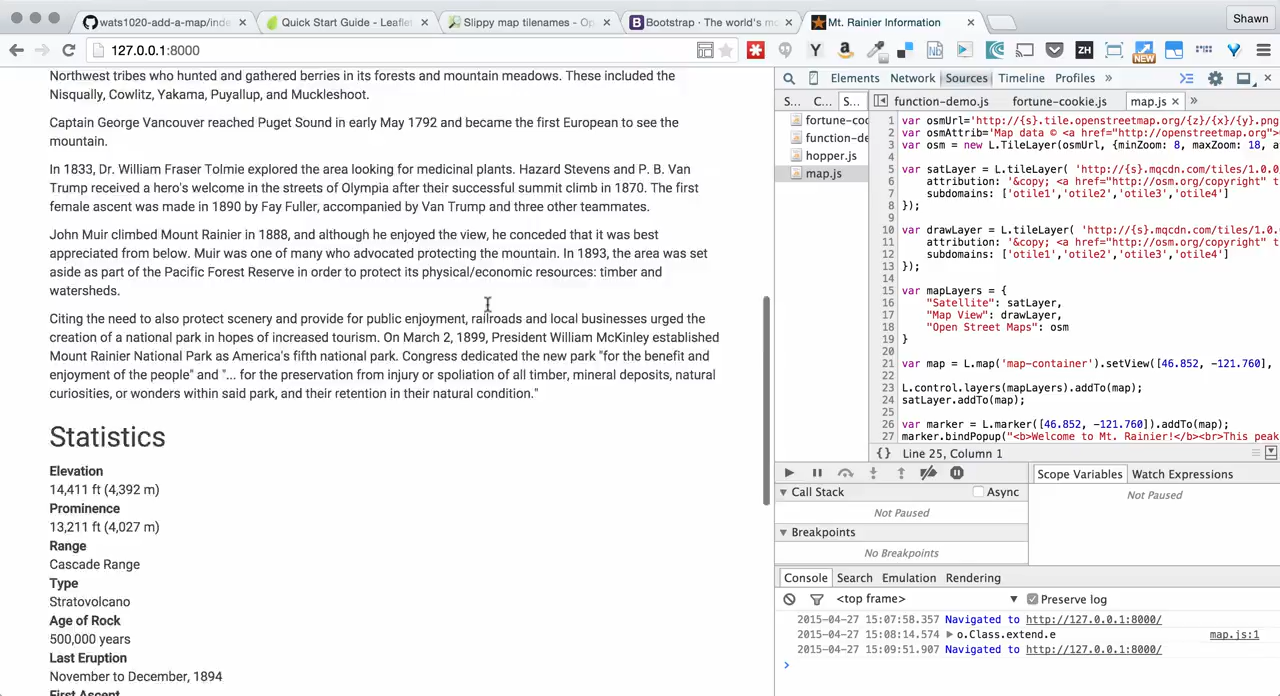 wats1020-add-a-map/inde
Quick Start Guide - Leaflet
Slippy map tilenames - Op
Bootstrap · The world's mo
Mt. Rainier Information
Shawn
127.0.0.1:8000
Northwest tribes who hunted and gathered berries in its forests and mountain meadows. These included the
Nisqually, Cowlitz, Yakama, Puyallup, and Muckleshoot.
Captain George Vancouver reached Puget Sound in early May 1792 and became the first European to see the
mountain.
In 1833, Dr. William Fraser Tolmie explored the area looking for medicinal plants. Hazard Stevens and P. B. Van
Trump received a hero's welcome in the streets of Olympia after their successful summit climb in 1870. The first
female ascent was made in 1890 by Fay Fuller, accompanied by Van Trump and three other teammates.
John Muir climbed Mount Rainier in 1888, and although he enjoyed the view, he conceded that it was best
appreciated from below. Muir was one of many who advocated protecting the mountain. In 1893, the area was set
aside as part of the Pacific Forest Reserve in order to protect its physical/economic resources: timber and
watersheds.
Citing the need to also protect scenery and provide for public enjoyment, railroads and local businesses urged the
creation of a national park in hopes of increased tourism. On March 2, 1899, President William McKinley established
Mount Rainier National Park as America's fifth national park. Congress dedicated the new park "for the benefit and
enjoyment of the people" and "... for the preservation from injury or spoliation of all timber, mineral deposits, natural
curiosities, or wonders within said park, and their retention in their natural condition."
Statistics
Elevation
14,411 ft (4,392 m)
Prominence
13,211 ft (4,027 m)
Range
Cascade Range
Type
Stratovolcano
Age of Rock
500,000 years
Last Eruption
November to December, 1894
First Ascent
Elements Network Sources Timeline Profiles »
S... C... S... function-demo.js fortune-cookie.js map.js × »
fortune-coo
function-de
hopper.js
map.js
1 var osmUrl='http://{s}.tile.openstreetmap.org/{z}/{x}/{y}.png
2 var osmAttrib='Map data © <a href="http://openstreetmap.org">
3 var osm = new L.TileLayer(osmUrl, {minZoom: 8, maxZoom: 18, a
4
5 var satLayer = L.tileLayer( 'http://{s}.mqcdn.com/tiles/1.0.0
6 attribution: '&copy; <a href="http://osm.org/copyright" t
7 subdomains: ['otile1','otile2','otile3','otile4']
8 });
9
10 var drawLayer = L.tileLayer( 'http://{s}.mqcdn.com/tiles/1.0.
11 attribution: '&copy; <a href="http://osm.org/copyright" t
12 subdomains: ['otile1','otile2','otile3','otile4']
13 });
14
15 var mapLayers = {
16 "Satellite": satLayer,
17 "Map View": drawLayer,
18 "Open Street Maps": osm
19 }
20
21 var map = L.map('map-container').setView([46.852, -121.760],
22
23 L.control.layers(mapLayers).addTo(map);
24 satLayer.addTo(map);
25
26 var marker = L.marker([46.852, -121.760]).addTo(map);
27 marker.bindPopup("<b>Welcome to Mt. Rainier!</b><br>This peak
{} Line 25, Column 1
Scope Variables Watch Expressions
Call Stack Async
Not Paused
Not Paused
Breakpoints
No Breakpoints
Console Search Emulation Rendering
<top frame> Preserve log
2015-04-27 15:07:58.357 Navigated to http://127.0.0.1:8000/
2015-04-27 15:08:14.574 o.Class.extend.e map.js:1
2015-04-27 15:09:51.907 Navigated to http://127.0.0.1:8000/